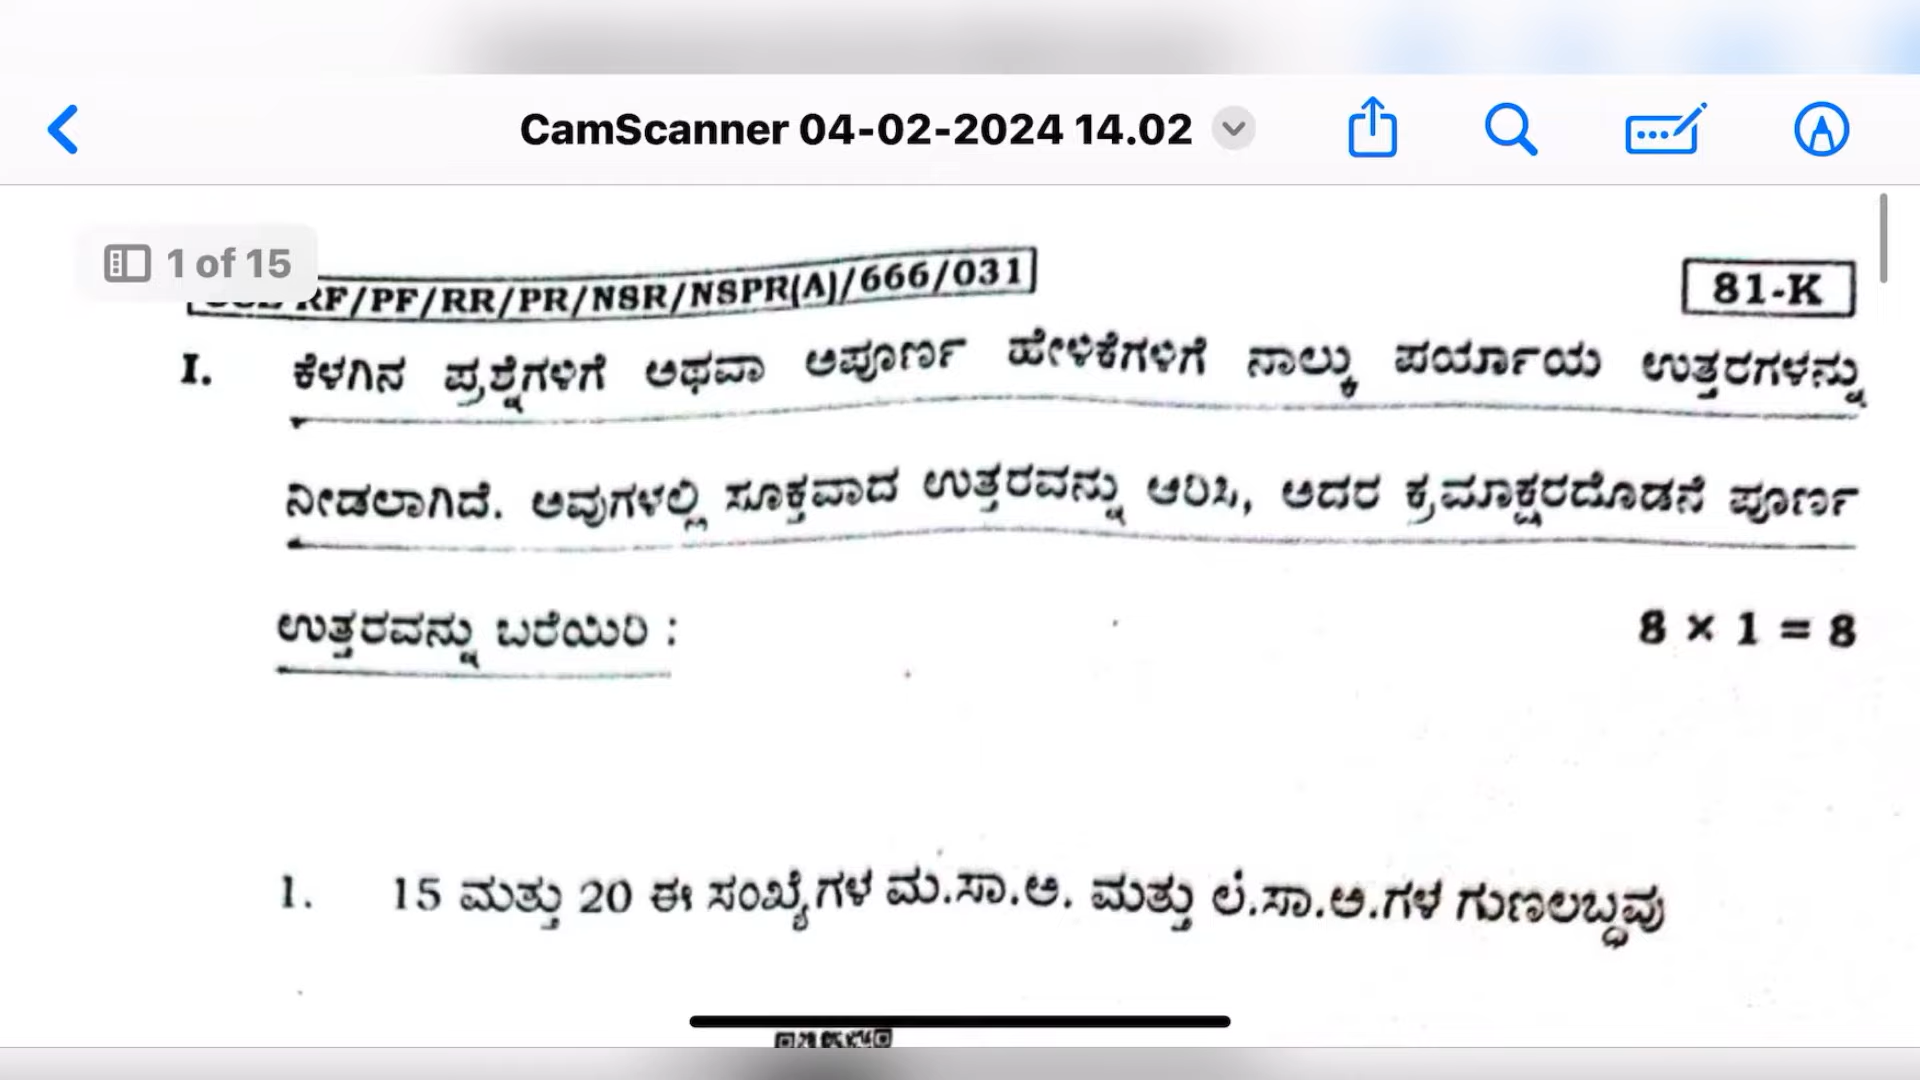 CamScanner 04-02-2024 14.02
1 of 15
RF/PF/RR/PR/NSR/NSPR(A)/666/031
81-K
I. ಕೆಳಗಿನ ಪ್ರಶ್ನೆಗಳಿಗೆ ಅಥವಾ ಅಪೂರ್ಣ ಹೇಳಿಕೆಗಳಿಗೆ ನಾಲ್ಕು ಪರ್ಯಾಯ ಉತ್ತರಗಳನ್ನು
ನೀಡಲಾಗಿದೆ. ಅವುಗಳಲ್ಲಿ ಸೂಕ್ತವಾದ ಉತ್ತರವನ್ನು ಆರಿಸಿ, ಅದರ ಕ್ರಮಾಕ್ಷರದೊಡನೆ ಪೂರ್ಣ
ಉತ್ತರವನ್ನು ಬರೆಯಿರಿ : 8 × 1 = 8
1. 15 ಮತ್ತು 20 ಈ ಸಂಖ್ಯೆಗಳ ಮ.ಸಾ.ಅ. ಮತ್ತು ಲ.ಸಾ.ಅ.ಗಳ ಗುಣಲಬ್ಧವು